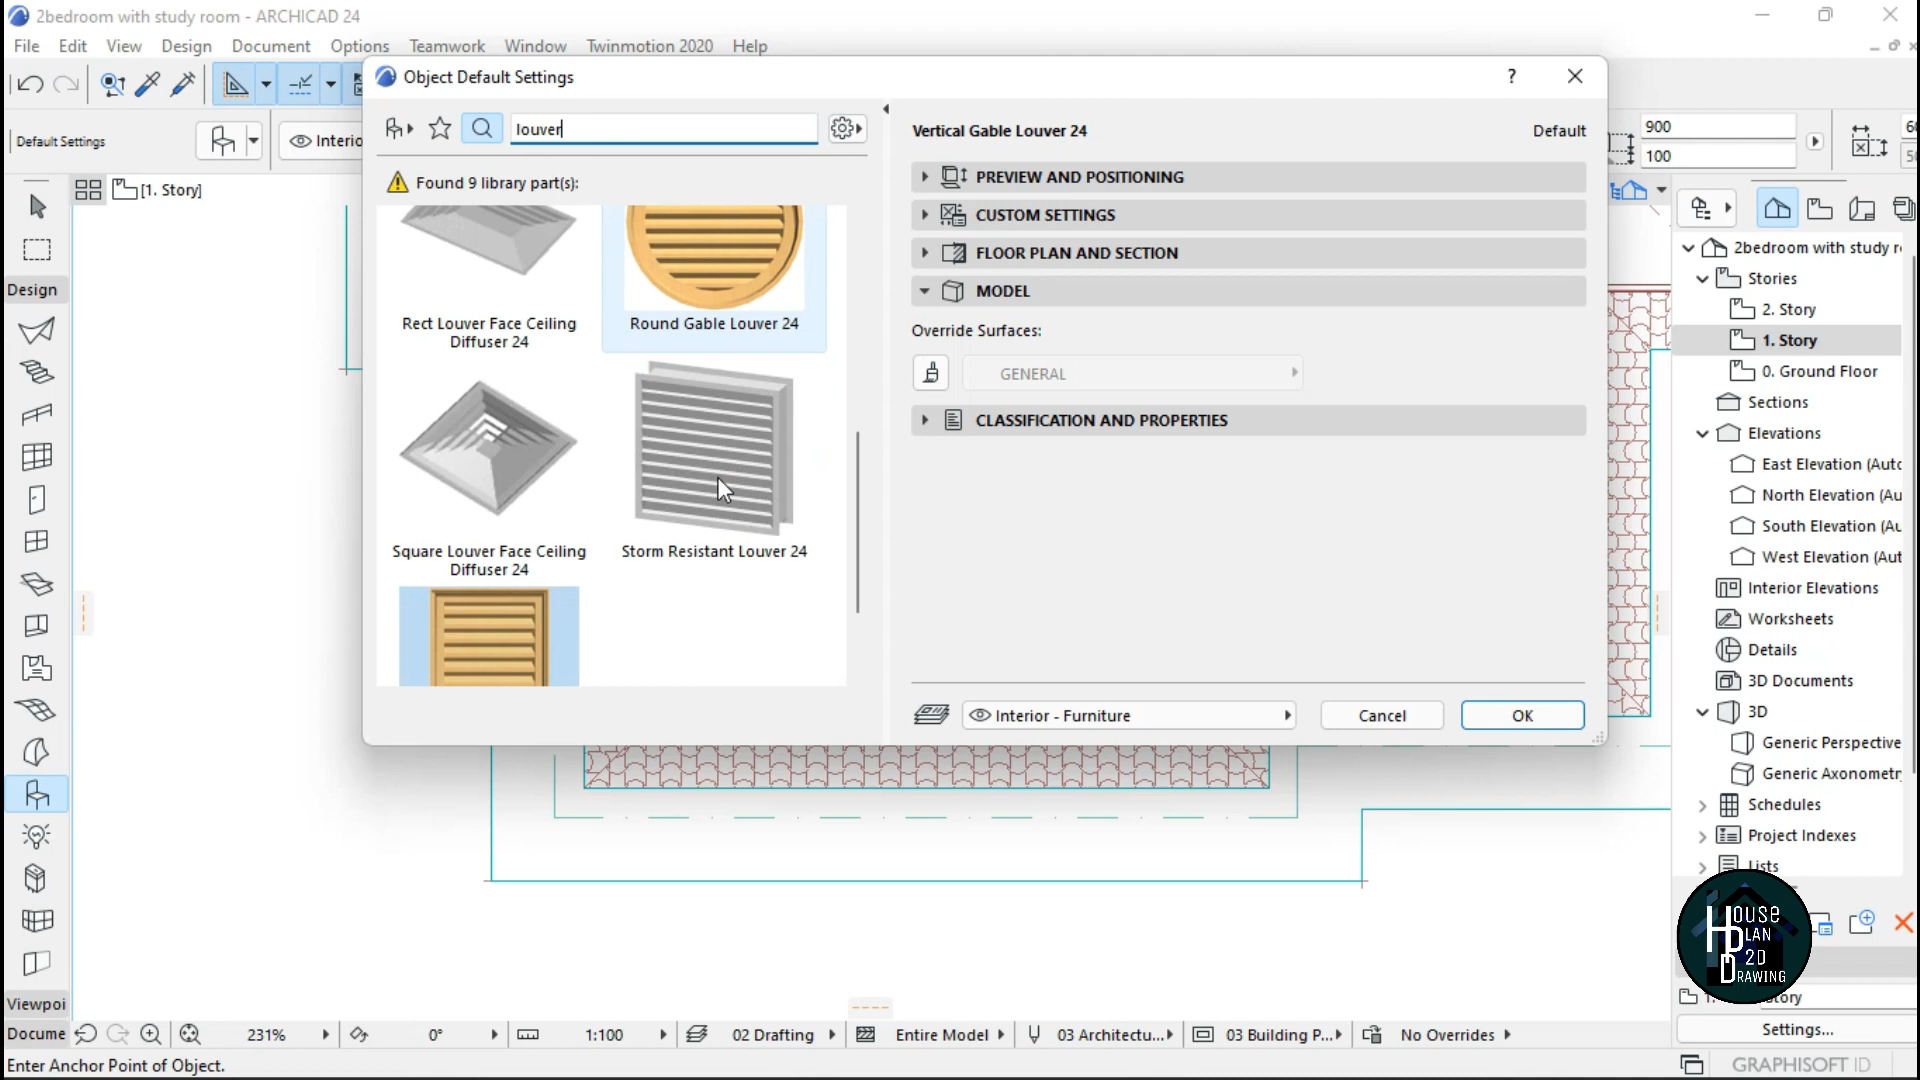 2bedroom with study room - ARCHICAD 24
File Edit View Design Document Options Teamwork Window Twinmotion 2020 Help
Object Default Settings
?
louver
Found 9 library part(s):
Rect Louver Face Ceiling
Diffuser 24
Round Gable Louver 24
Square Louver Face Ceiling
Diffuser 24
Storm Resistant Louver 24
Vertical Gable Louver 24
Default
PREVIEW AND POSITIONING
CUSTOM SETTINGS
FLOOR PLAN AND SECTION
MODEL
Override Surfaces:
GENERAL
CLASSIFICATION AND PROPERTIES
Interior - Furniture
Cancel
OK
Default Settings
Interio
[1. Story]
Design
Viewpoi
Docume
900
100
2bedroom with study r
Stories
2. Story
1. Story
0. Ground Floor
Sections
Elevations
East Elevation (Auto
North Elevation (Au
South Elevation (Au
West Elevation (Aut
Interior Elevations
Worksheets
Details
3D Documents
3D
Generic Perspective
Generic Axonometr
Schedules
Project Indexes
Lists
House
Plan
2D
Drawing
Settings...
231%
0°
1:100
02 Drafting
Entire Model
03 Architectu...
03 Building P...
No Overrides
Enter Anchor Point of Object.
GRAPHISOFT ID